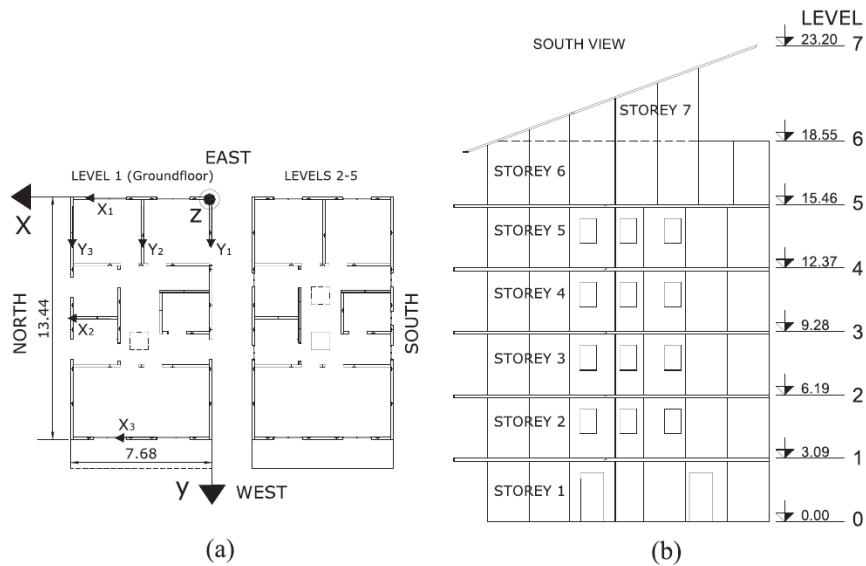 EAST
LEVEL 1 (Groundfloor)
LEVELS 2-5
X
X₁
Z
Y₃
Y₂
Y₁
NORTH
13.44
X₂
SOUTH
X₃
7.68
y
WEST
(a)
LEVEL
23.20 7
SOUTH VIEW
STOREY 7
18.55 6
STOREY 6
15.46 5
STOREY 5
12.37 4
STOREY 4
9.28 3
STOREY 3
6.19 2
STOREY 2
3.09 1
STOREY 1
0.00 0
(b)